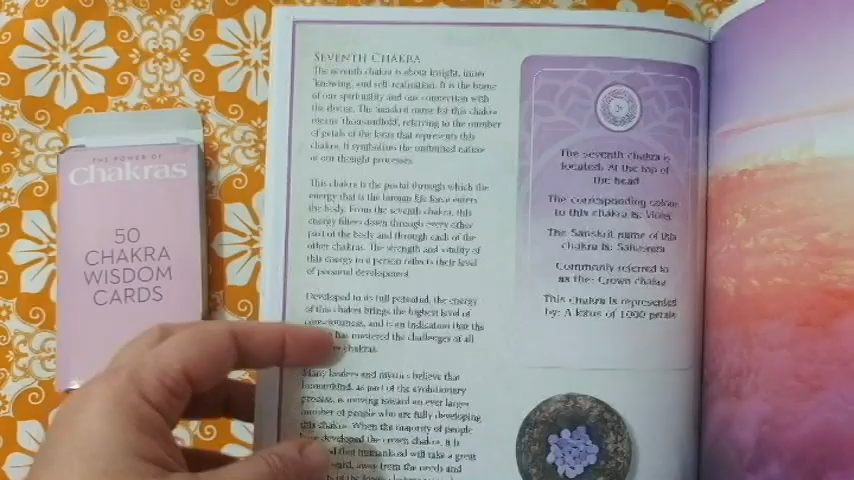 THE POWER OF
Chakras
50
CHAKRA
WISDOM
CARDS
SEVENTH CHAKRA
The seventh chakra is about insight, inner
knowing, and self-realisation. It is the home
of our spirituality and our connection with
the divine. The Sanskrit name for this chakra
means 'thousandfold', referring to the number
of petals of the lotus that represents this
chakra. It symbolises the unlimited nature
of our thought processes.
This chakra is the portal through which the
energy that is the human life force enters
the body. From the seventh chakra, this
energy filters down through every other
part of the body and through each of the
other chakras. The strength and vitality of
this energy in a person relies to their level
of personal development.
Developed to its full potential, the energy
of this chakra brings the highest level of
consciousness, and is an indication that the
has mastered the challenges of all
chakras.
Many leaders and mystics believe that
humankind, as part of the evolutionary
process, is moving toward an ever larger
number of people who are fully developing
this chakra. When the majority of people
have developed the crown chakra, it is
that humankind will take a great
away from the needs and
The seventh chakra is
located: At the top of
the head
The corresponding colour
to this chakra is: Violet
The Sanskrit name of this
chakra is: Sahasrara
Commonly referred to
as the: Crown chakra
This chakra is represented
by: A lotus of 1000 petals